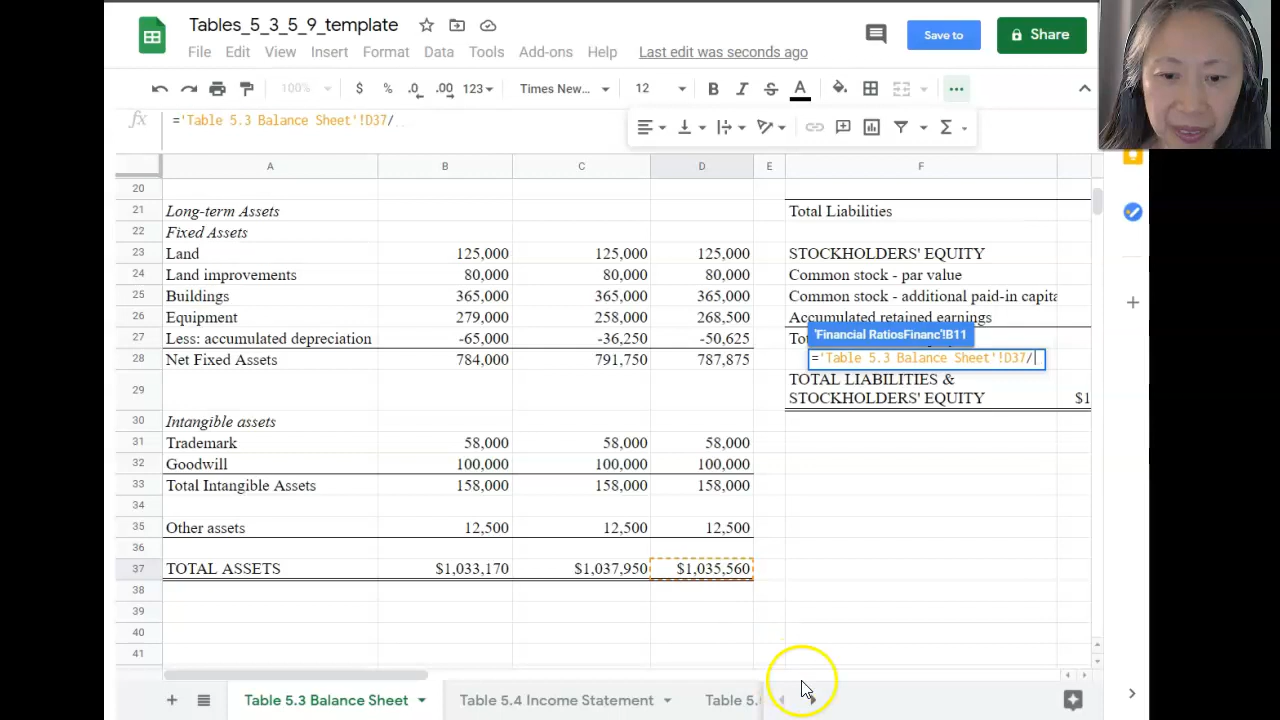 Tables_5_3_5_9_template
File Edit View Insert Format Data Tools Add-ons Help Last edit was seconds ago
Save to
Share
100% $ % .0 .00 123 Times New... 12 B I S A
fx ='Table 5.3 Balance Sheet'!D37/
A B C D E F
20
21 Long-term Assets Total Liabilities
22 Fixed Assets
23 Land 125,000 125,000 125,000 STOCKHOLDERS' EQUITY
24 Land improvements 80,000 80,000 80,000 Common stock - par value
25 Buildings 365,000 365,000 365,000 Common stock - additional paid-in capita
26 Equipment 279,000 258,000 268,500 Accumulated retained earnings
27 Less: accumulated depreciation -65,000 -36,250 -50,625
'Financial RatiosFinanc'!B11
28 Net Fixed Assets 784,000 791,750 787,875
='Table 5.3 Balance Sheet'!D37/
29 TOTAL LIABILITIES &
STOCKHOLDERS' EQUITY $1
30 Intangible assets
31 Trademark 58,000 58,000 58,000
32 Goodwill 100,000 100,000 100,000
33 Total Intangible Assets 158,000 158,000 158,000
34
35 Other assets 12,500 12,500 12,500
36
37 TOTAL ASSETS $1,033,170 $1,037,950 $1,035,560
38
39
40
41
Table 5.3 Balance Sheet Table 5.4 Income Statement Table 5.